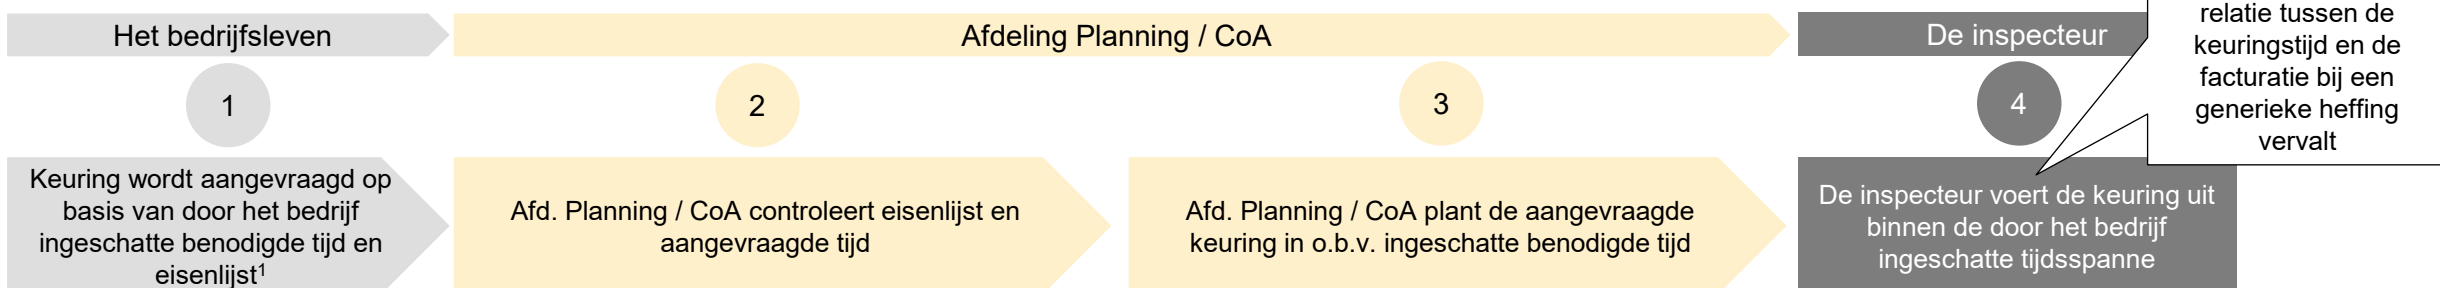 Het bedrijfsleven
Afdeling Planning / CoA
De inspecteur
relatie tussen de
keuringstijd en de
facturatie bij een
generieke heffing
vervalt
1
2
3
4
Keuring wordt aangevraagd op
basis van door het bedrijf
ingeschatte benodigde tijd en
eisenlijst¹
Afd. Planning / CoA controleert eisenlijst en
aangevraagde tijd
Afd. Planning / CoA plant de aangevraagde
keuring in o.b.v. ingeschatte benodigde tijd
De inspecteur voert de keuring uit
binnen de door het bedrijf
ingeschatte tijdsspanne